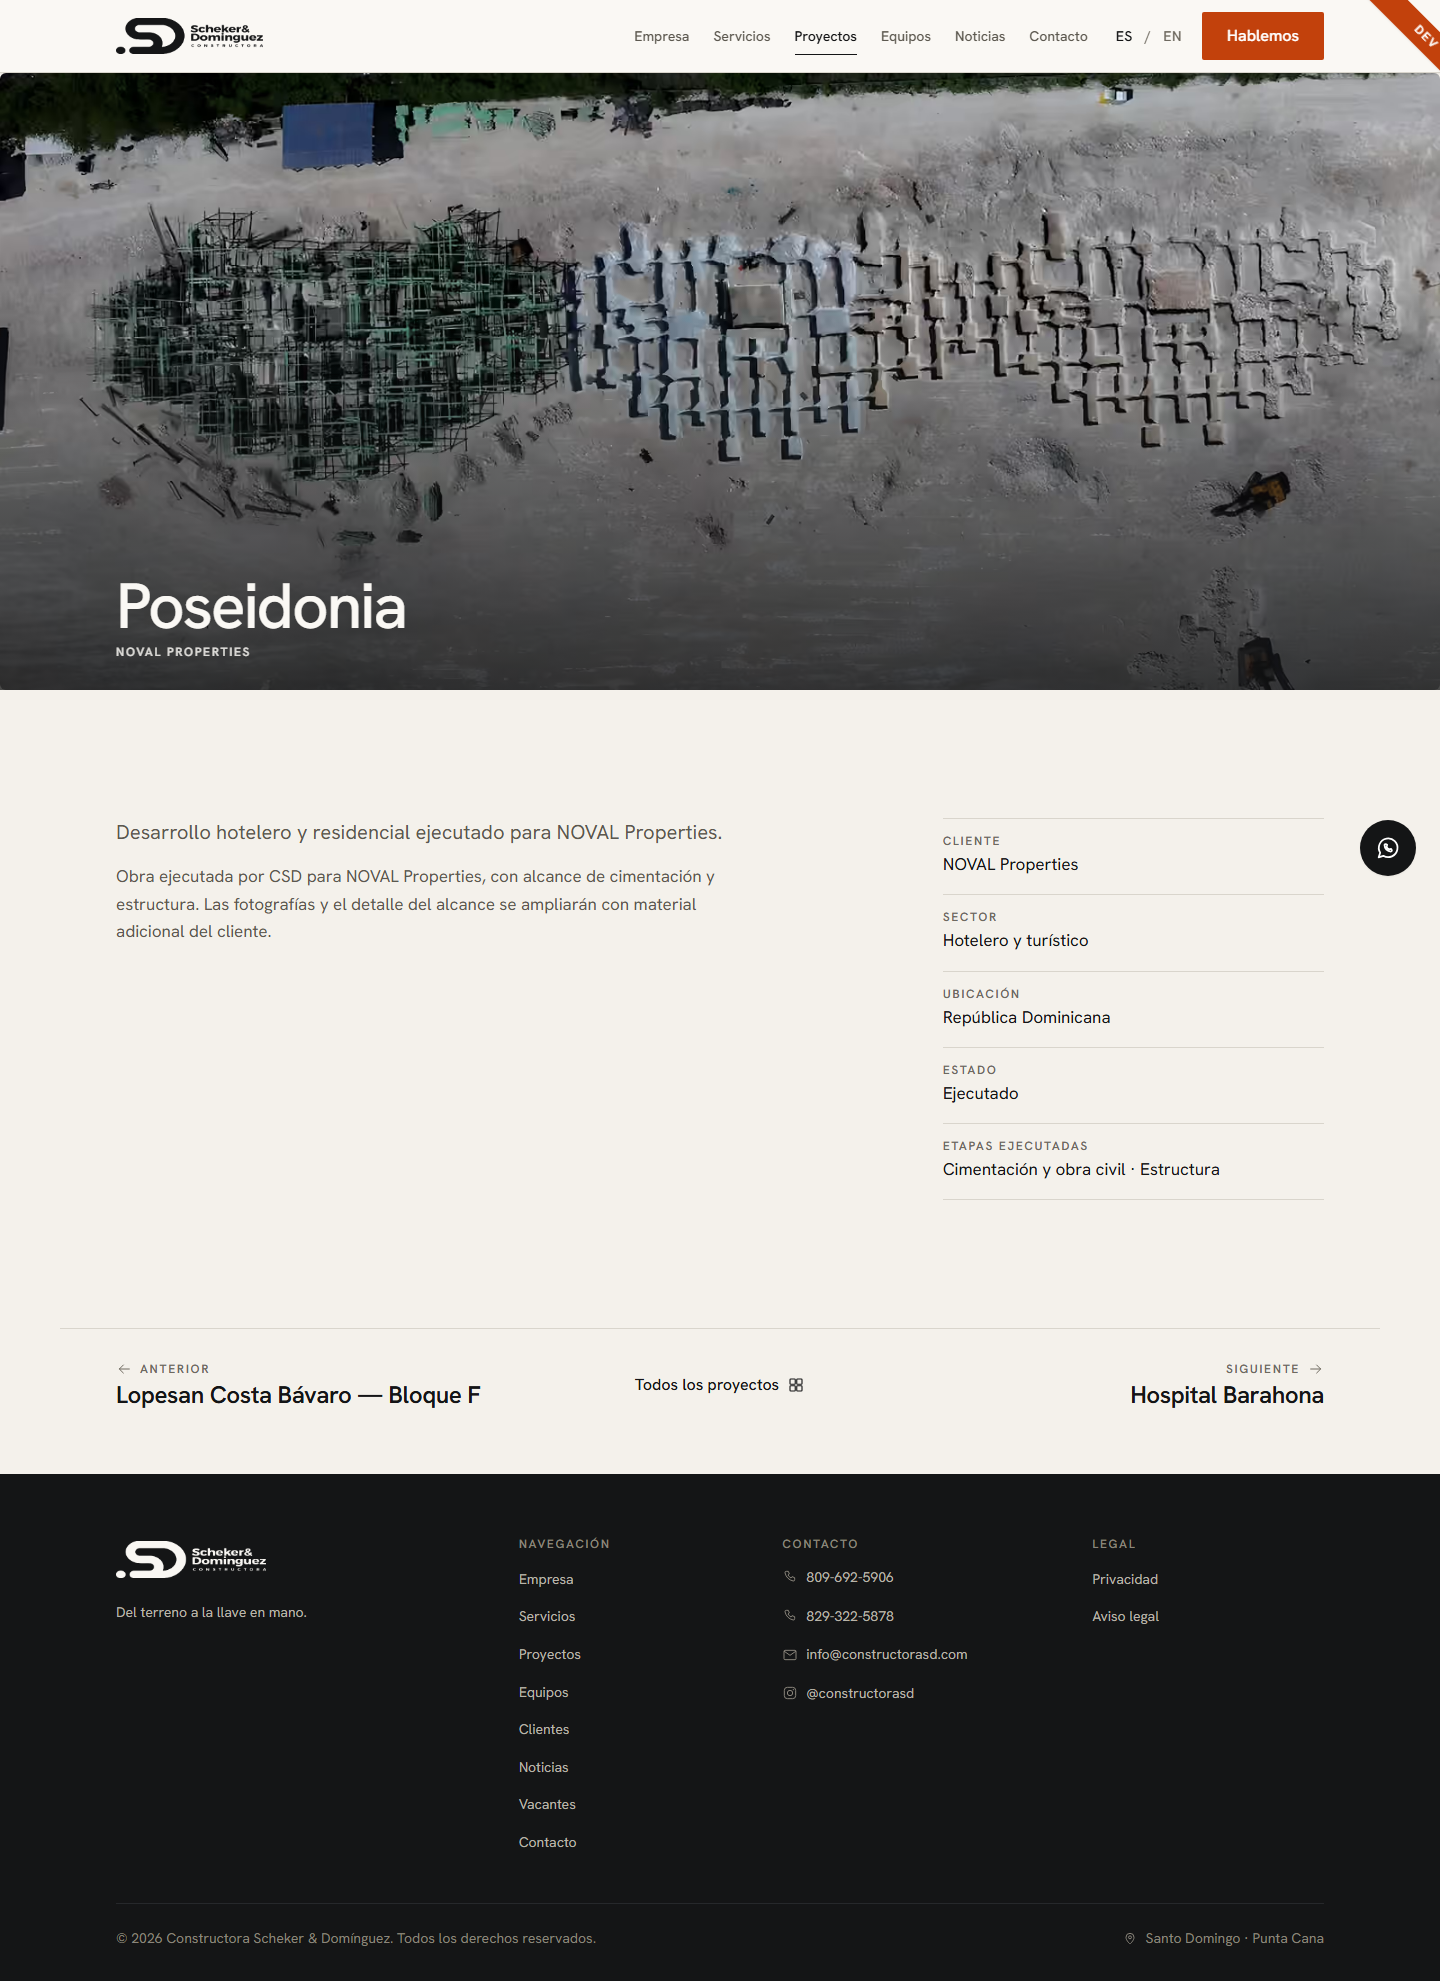 Scheker&
Dominguez
CONSTRUCTORA
Empresa
Servicios
Proyectos
Equipos
Noticias
Contacto
ES / EN
Hablemos
DEV
Poseidonia
NOVAL PROPERTIES
Desarrollo hotelero y residencial ejecutado para NOVAL Properties.
Obra ejecutada por CSD para NOVAL Properties, con alcance de cimentación y
estructura. Las fotografías y el detalle del alcance se ampliarán con material
adicional del cliente.
CLIENTE
NOVAL Properties
SECTOR
Hotelero y turístico
UBICACIÓN
República Dominicana
ESTADO
Ejecutado
ETAPAS EJECUTADAS
Cimentación y obra civil · Estructura
ANTERIOR
Lopesan Costa Bávaro — Bloque F
Todos los proyectos
SIGUIENTE
Hospital Barahona
Scheker&
Dominguez
CONSTRUCTORA
Del terreno a la llave en mano.
NAVEGACIÓN
Empresa
Servicios
Proyectos
Equipos
Clientes
Noticias
Vacantes
Contacto
CONTACTO
809-692-5906
829-322-5878
info@constructorasd.com
@constructorasd
LEGAL
Privacidad
Aviso legal
© 2026 Constructora Scheker & Domínguez. Todos los derechos reservados.
Santo Domingo · Punta Cana